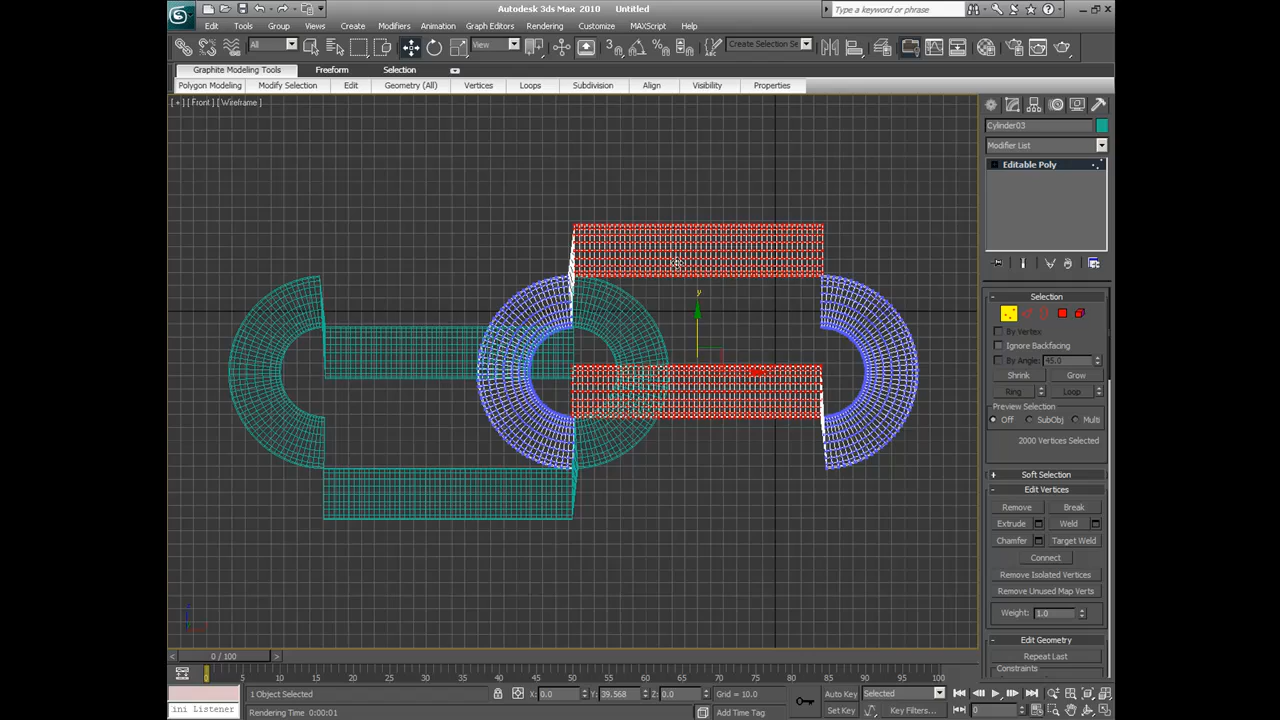 Autodesk 3ds Max 2010 Untitled
Type a keyword or phrase
Edit Tools Group Views Create Modifiers Animation Graph Editors Rendering Customize MAXScript Help
All View Create Selection Se
Graphite Modeling Tools Freeform Selection
Polygon Modeling Modify Selection Edit Geometry (All) Vertices Loops Subdivision Align Visibility Properties
[ + ] [ Front ] [ Wireframe ]
Cylinder03
Modifier List
Editable Poly
Selection
By Vertex
Ignore Backfacing
By Angle: 45.0
Shrink Grow
Ring Loop
Preview Selection
Off SubObj Multi
2000 Vertices Selected
Soft Selection
Edit Vertices
Remove Break
Extrude Weld
Chamfer Target Weld
Connect
Remove Isolated Vertices
Remove Unused Map Verts
Weight: 1.0
Edit Geometry
Repeat Last
Constraints
y
0 / 100
0 5 10 15 20 25 30 35 40 45 50 55 60 65 70 75 80 85 90 95 100
1 Object Selected X: 0.0 Y: 39.568 Z: 0.0 Grid = 10.0 Auto Key Selected
ini Listener Rendering Time 0:00:01 Add Time Tag Set Key Key Filters... 0